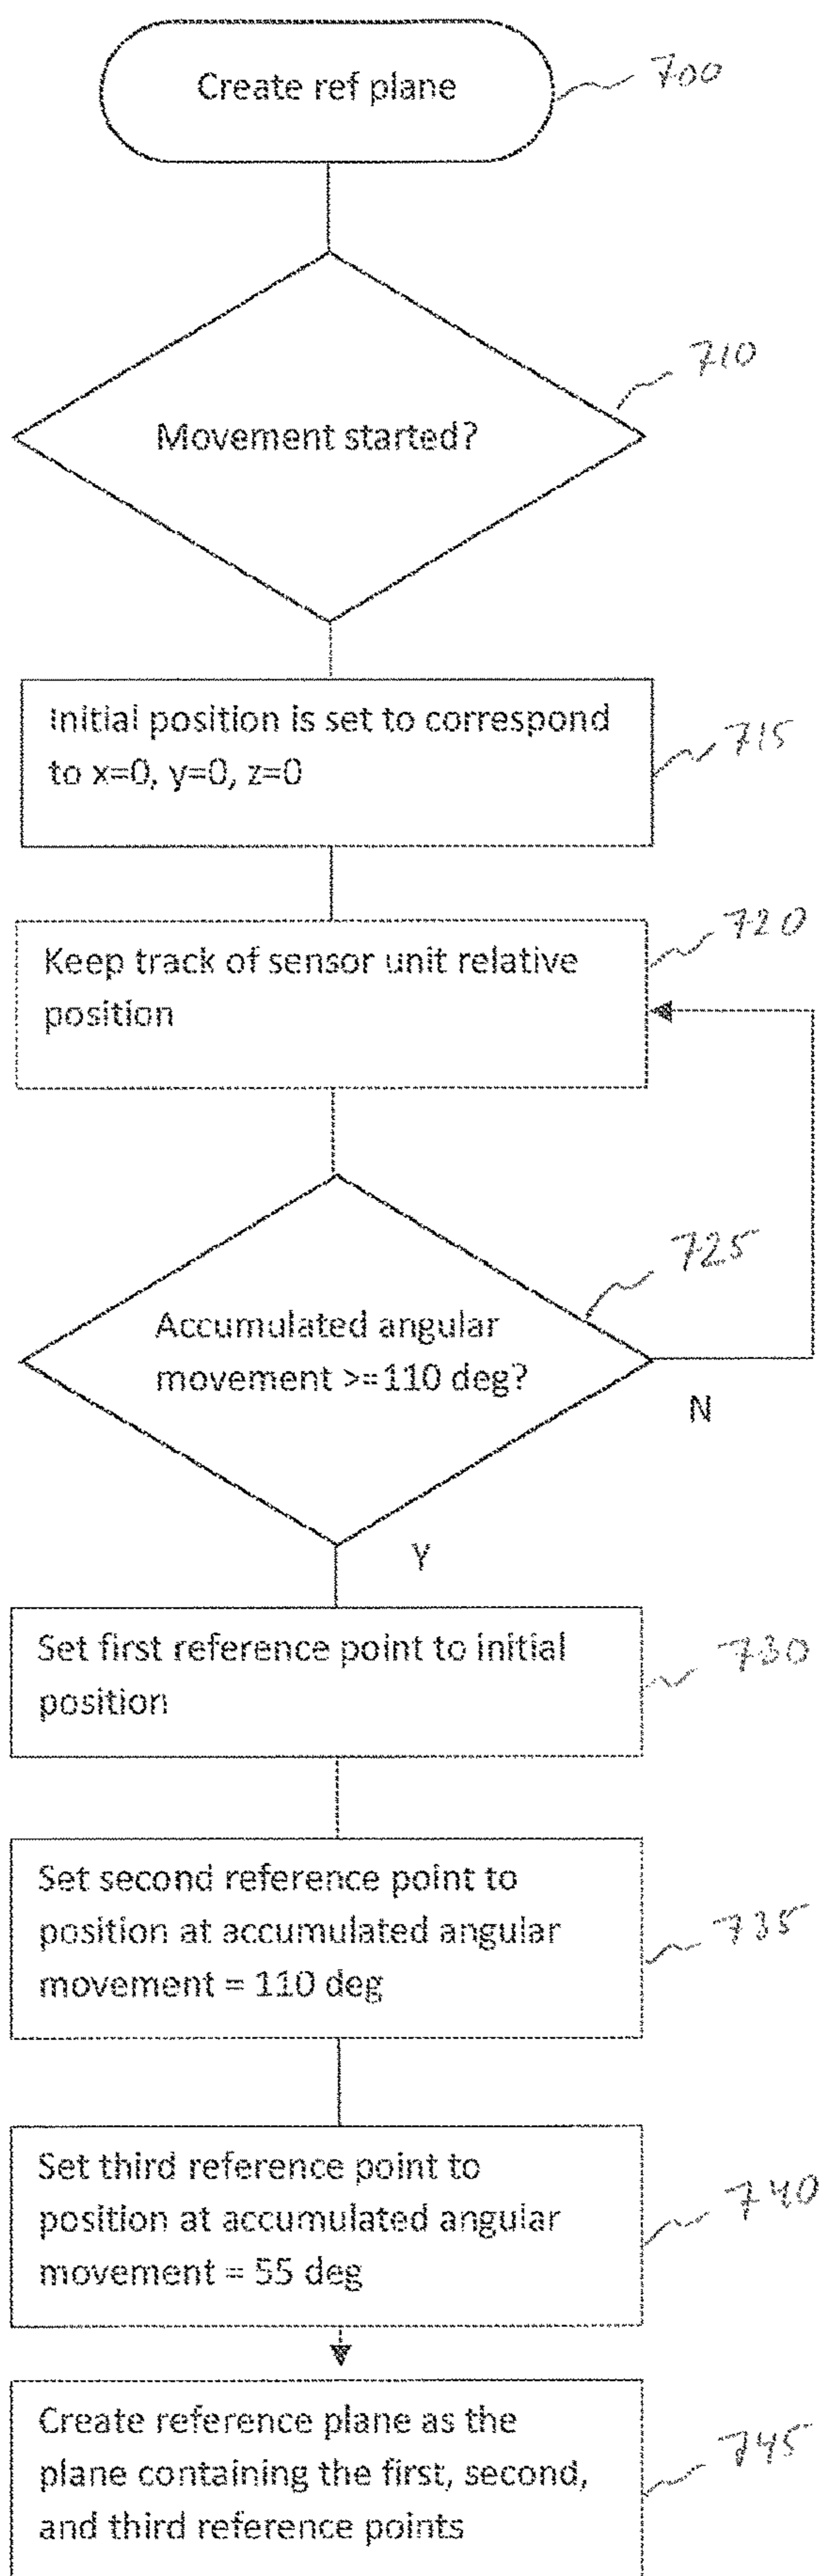 Create ref plane
700
Movement started?
710
Initial position is set to correspond
to x=0, y=0, z=0
715
Keep track of sensor unit relative
position
720
Accumulated angular
movement >=110 deg?
725
N
Y
Set first reference point to initial
position
730
Set second reference point to
position at accumulated angular
movement = 110 deg
735
Set third reference point to
position at accumulated angular
movement = 55 deg
740
Create reference plane as the
plane containing the first, second,
and third reference points
745